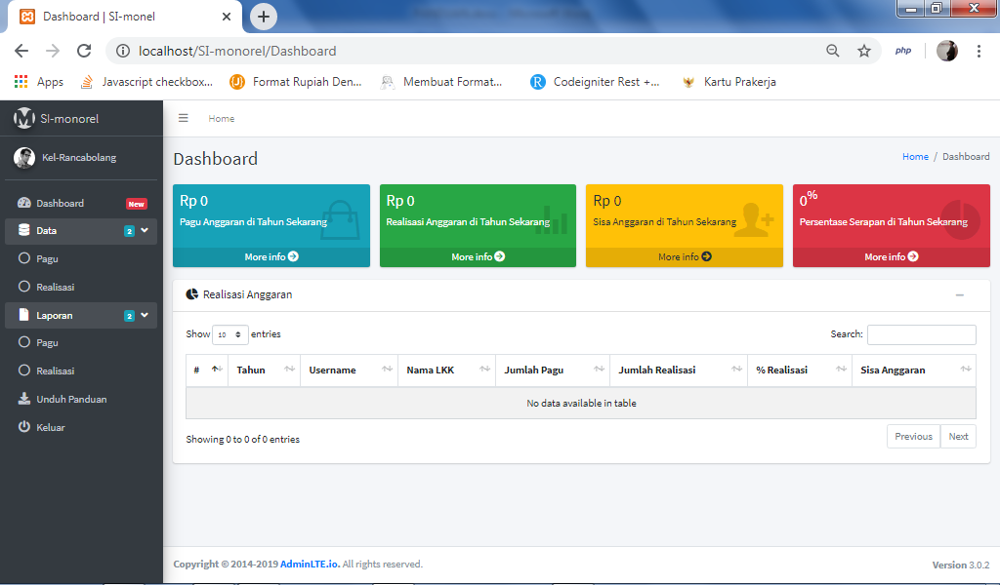 Dashboard | SI-monel
localhost/SI-monorel/Dashboard
php
Apps
Javascript checkbox...
Format Rupiah Den...
Membuat Format...
Codeigniter Rest +...
Kartu Prakerja
SI-monorel
Home
Kel-Rancabolang
Dashboard
Home / Dashboard
Dashboard New
Data 2
Pagu
Realisasi
Laporan 2
Pagu
Realisasi
Unduh Panduan
Keluar
Rp 0
Pagu Anggaran di Tahun Sekarang
More info
Rp 0
Realisasi Anggaran di Tahun Sekarang
More info
Rp 0
Sisa Anggaran di Tahun Sekarang
More info
0%
Persentase Serapan di Tahun Sekarang
More info
Realisasi Anggaran
Show 10 entries
Search:
# Tahun Username Nama LKK Jumlah Pagu Jumlah Realisasi % Realisasi Sisa Anggaran
No data available in table
Showing 0 to 0 of 0 entries
Previous Next
Copyright © 2014-2019 AdminLTE.io. All rights reserved.
Version 3.0.2